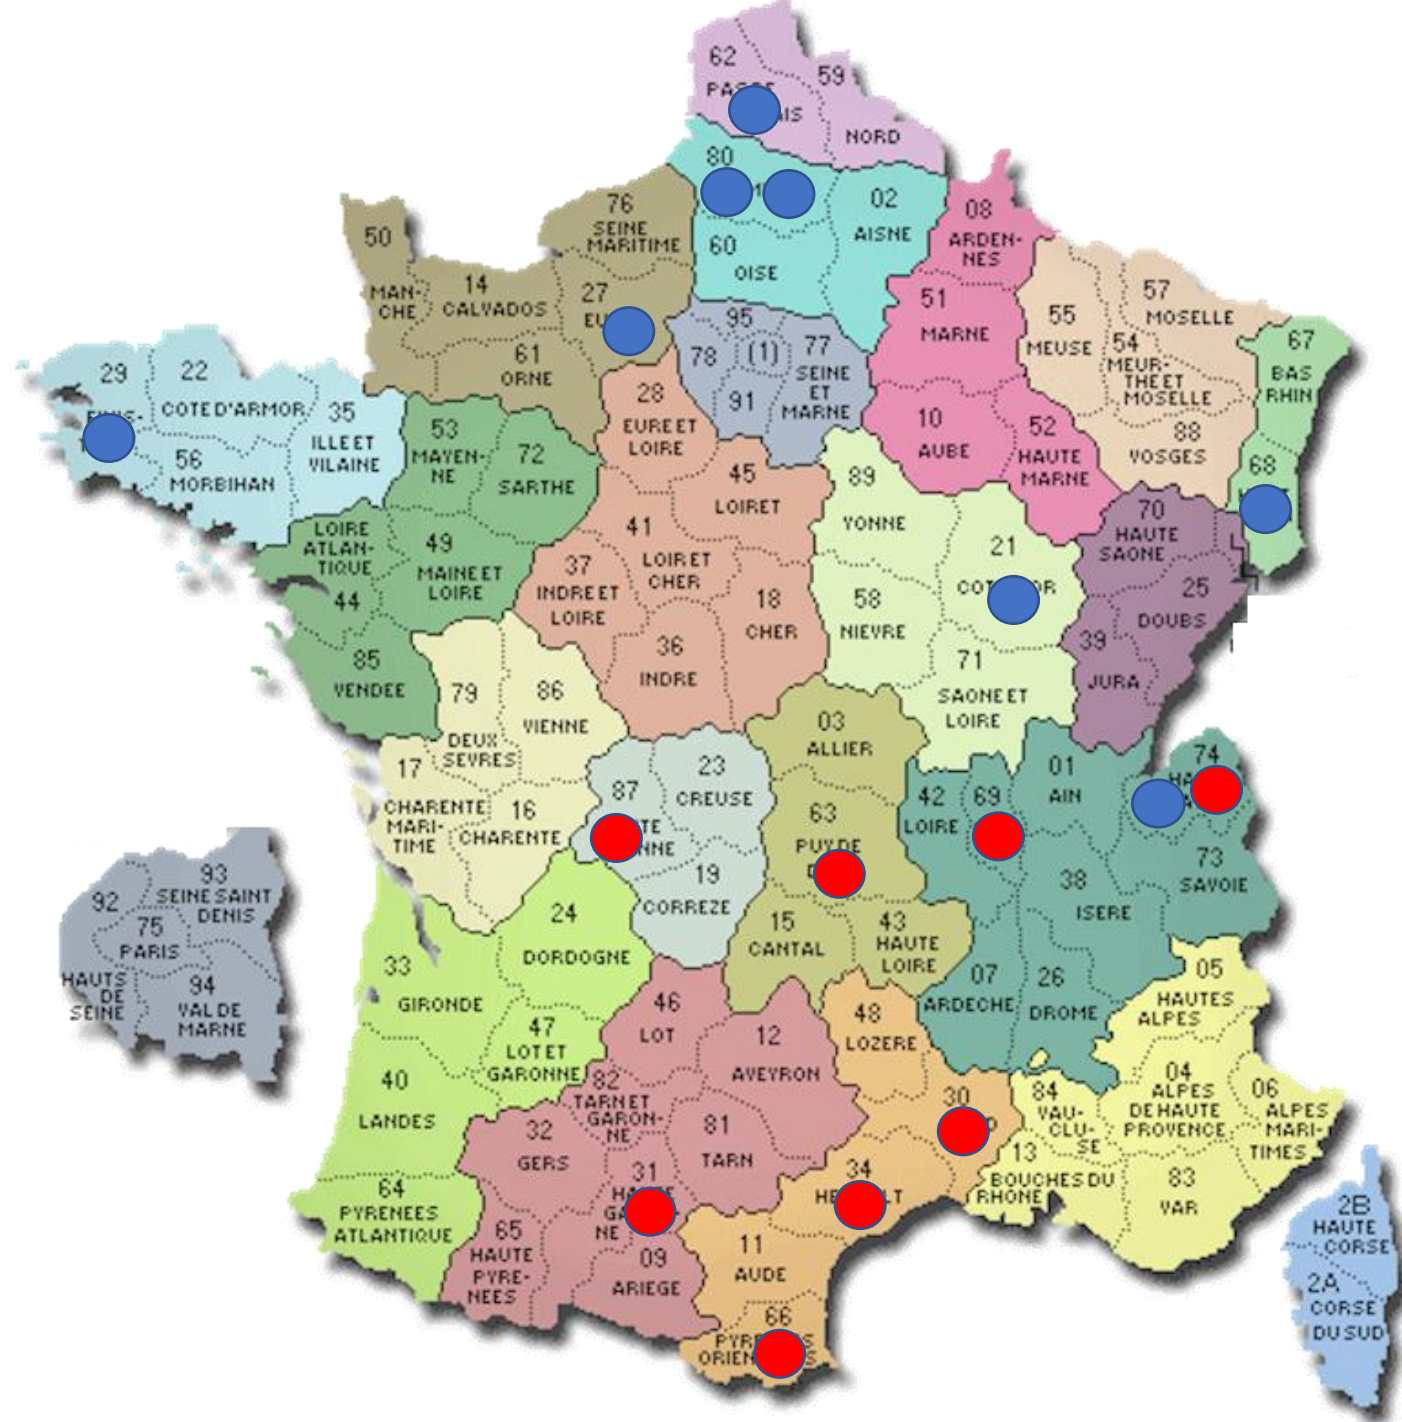 62
59
NORD
80
02
AISNE
60
OISE
76
SEINE
MARITIME
08
ARDEN-
NES
50
MAN-
CHE
14
CALVADOS
27
61
ORNE
51
MARNE
55
MEUSE
57
MOSELLE
54
MEUR-
THE ET
MOSELLE
67
BAS
RHIN
95
78
(1)
77
SEINE
ET
MARNE
91
29
22
COTE D'ARMOR
35
ILLE ET
VILAINE
56
MORBIHAN
53
MAYEN-
NE
72
SARTHE
28
EURE ET
LOIRE
10
AUBE
52
HAUTE
MARNE
88
VOSGES
68
45
LOIRET
89
YONNE
LOIRE
ATLAN-
TIQUE
44
49
MAINE ET
LOIRE
41
LOIR ET
CHER
37
INDRE ET
LOIRE
18
CHER
36
INDRE
21
58
NIEVRE
70
HAUTE
SAONE
25
DOUBS
39
JURA
71
SAONE ET
LOIRE
85
VENDEE
79
DEUX
SEVRES
86
VIENNE
17
CHARENTE
MARI-
TIME
16
CHARENTE
87
23
CREUSE
19
CORREZE
03
ALLIER
63
PUY DE
42
LOIRE
69
01
AIN
74
73
SAVOIE
38
ISERE
15
CANTAL
43
HAUTE
LOIRE
07
ARDECHE
26
DROME
05
HAUTES
ALPES
92
HAUTS
DE
SEINE
93
SEINE SAINT
DENIS
75
PARIS
94
VAL DE
MARNE
24
DORDOGNE
33
GIRONDE
47
LOT ET
GARONNE
40
LANDES
46
LOT
12
AVEYRON
48
LOZERE
82
TARN ET
GARON-
NE
32
GERS
81
TARN
30
84
VAU-
CLU-
SE
04
ALPES
DE HAUTE
PROVENCE
06
ALPES
MARI-
TIMES
13
BOUCHES DU
RHONE
83
VAR
64
PYRENEES
ATLANTIQUE
65
HAUTE
PYRE-
NEES
31
NE
09
ARIEGE
34
11
AUDE
66
2B
HAUTE
CORSE
2A
CORSE
DU SUD